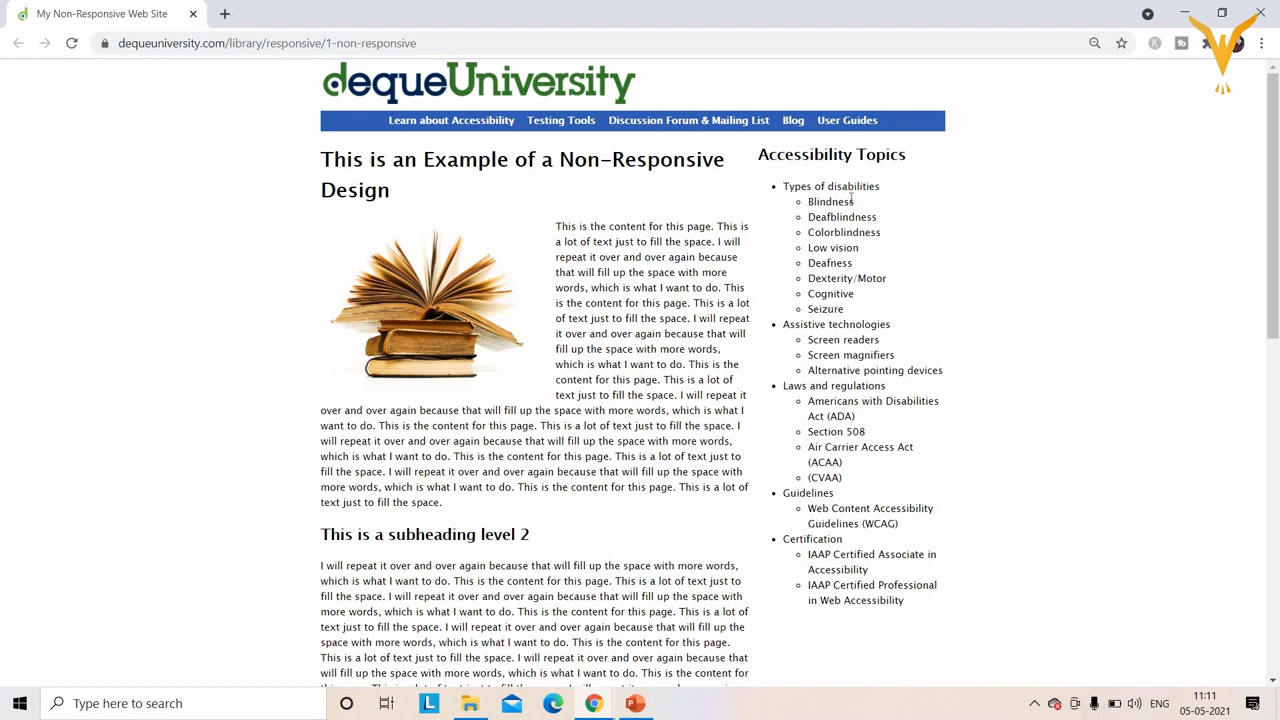 My Non-Responsive Web Site
dequeuniversity.com/library/responsive/1-non-responsive
dequeUniversity
Learn about Accessibility Testing Tools Discussion Forum & Mailing List Blog User Guides
This is an Example of a Non-Responsive
Design
This is the content for this page. This is
a lot of text just to fill the space. I will
repeat it over and over again because
that will fill up the space with more
words, which is what I want to do. This
is the content for this page. This is a lot
of text just to fill the space. I will repeat
it over and over again because that will
fill up the space with more words,
which is what I want to do. This is the
content for this page. This is a lot of
text just to fill the space. I will repeat it
over and over again because that will fill up the space with more words, which is what I
want to do. This is the content for this page. This is a lot of text just to fill the space. I
will repeat it over and over again because that will fill up the space with more words,
which is what I want to do. This is the content for this page. This is a lot of text just to
fill the space. I will repeat it over and over again because that will fill up the space with
more words, which is what I want to do. This is the content for this page. This is a lot of
text just to fill the space.
This is a subheading level 2
I will repeat it over and over again because that will fill up the space with more words,
which is what I want to do. This is the content for this page. This is a lot of text just to
fill the space. I will repeat it over and over again because that will fill up the space with
more words, which is what I want to do. This is the content for this page. This is a lot of
text just to fill the space. I will repeat it over and over again because that will fill up the
space with more words, which is what I want to do. This is the content for this page.
This is a lot of text just to fill the space. I will repeat it over and over again because that
will fill up the space with more words, which is what I want to do. This is the content for
Accessibility Topics
Types of disabilities
Blindness
Deafblindness
Colorblindness
Low vision
Deafness
Dexterity/Motor
Cognitive
Seizure
Assistive technologies
Screen readers
Screen magnifiers
Alternative pointing devices
Laws and regulations
Americans with Disabilities
Act (ADA)
Section 508
Air Carrier Access Act
(ACAA)
(CVAA)
Guidelines
Web Content Accessibility
Guidelines (WCAG)
Certification
IAAP Certified Associate in
Accessibility
IAAP Certified Professional
in Web Accessibility
Type here to search
ENG
11:11
05-05-2021